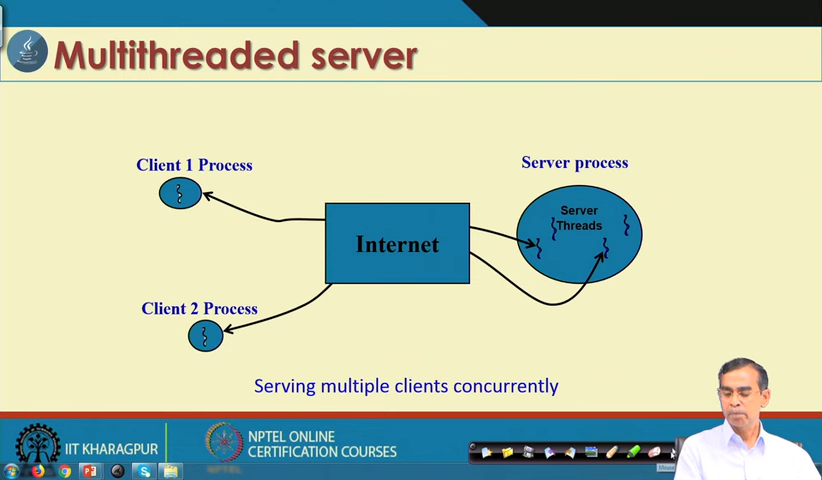 Multithreaded server
Client 1 Process
Server process
Server
Threads
Internet
Client 2 Process
Serving multiple clients concurrently
IIT KHARAGPUR
NPTEL ONLINE
CERTIFICATION COURSES
NPTEL